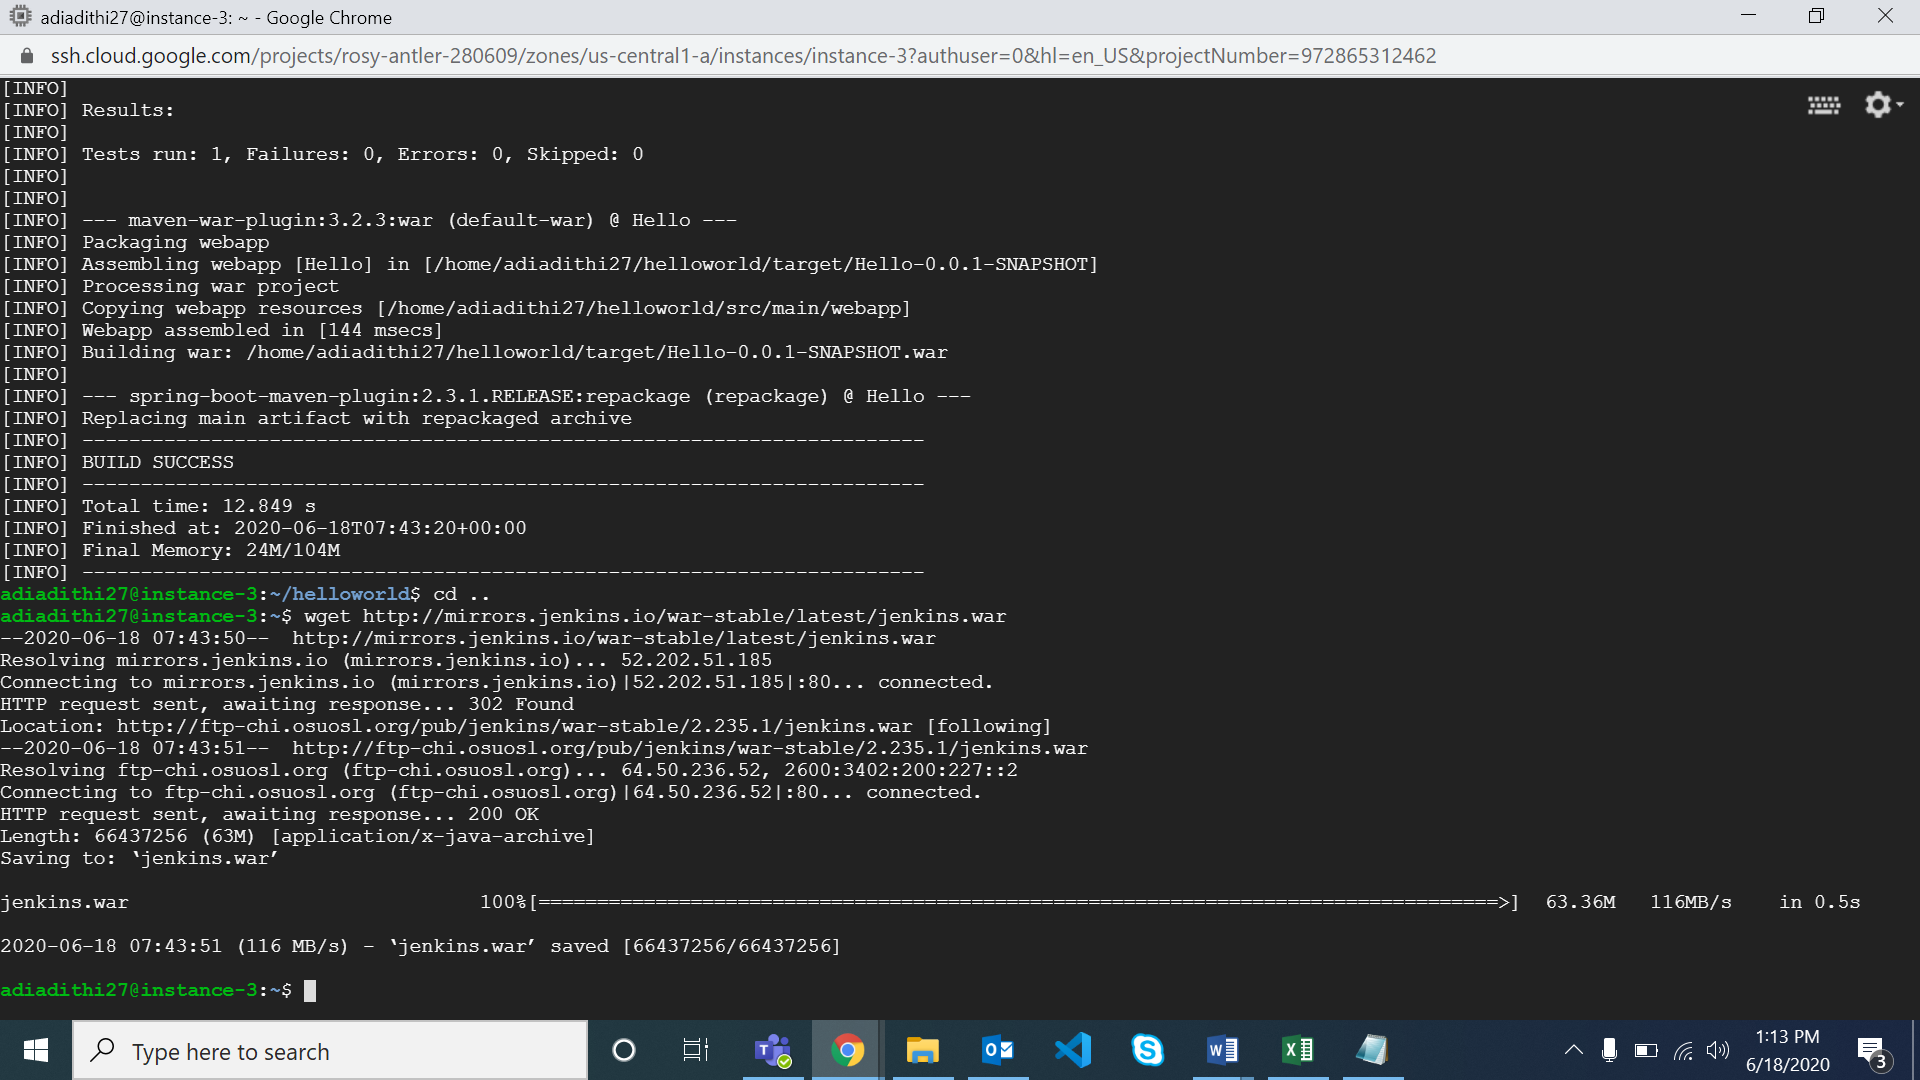 adiadithi27@instance-3: ~ - Google Chrome
ssh.cloud.google.com/projects/rosy-antler-280609/zones/us-central1-a/instances/instance-3?authuser=0&hl=en_US&projectNumber=972865312462
[INFO]
[INFO] Results:
[INFO]
[INFO] Tests run: 1, Failures: 0, Errors: 0, Skipped: 0
[INFO]
[INFO]
[INFO] --- maven-war-plugin:3.2.3:war (default-war) @ Hello ---
[INFO] Packaging webapp
[INFO] Assembling webapp [Hello] in [/home/adiadithi27/helloworld/target/Hello-0.0.1-SNAPSHOT]
[INFO] Processing war project
[INFO] Copying webapp resources [/home/adiadithi27/helloworld/src/main/webapp]
[INFO] Webapp assembled in [144 msecs]
[INFO] Building war: /home/adiadithi27/helloworld/target/Hello-0.0.1-SNAPSHOT.war
[INFO]
[INFO] --- spring-boot-maven-plugin:2.3.1.RELEASE:repackage (repackage) @ Hello ---
[INFO] Replacing main artifact with repackaged archive
[INFO] ------------------------------------------------------------------------
[INFO] BUILD SUCCESS
[INFO] ------------------------------------------------------------------------
[INFO] Total time: 12.849 s
[INFO] Finished at: 2020-06-18T07:43:20+00:00
[INFO] Final Memory: 24M/104M
[INFO] ------------------------------------------------------------------------
adiadithi27@instance-3:~/helloworld$ cd ..
adiadithi27@instance-3:~$ wget http://mirrors.jenkins.io/war-stable/latest/jenkins.war
--2020-06-18 07:43:50--  http://mirrors.jenkins.io/war-stable/latest/jenkins.war
Resolving mirrors.jenkins.io (mirrors.jenkins.io)... 52.202.51.185
Connecting to mirrors.jenkins.io (mirrors.jenkins.io)|52.202.51.185|:80... connected.
HTTP request sent, awaiting response... 302 Found
Location: http://ftp-chi.osuosl.org/pub/jenkins/war-stable/2.235.1/jenkins.war [following]
--2020-06-18 07:43:51--  http://ftp-chi.osuosl.org/pub/jenkins/war-stable/2.235.1/jenkins.war
Resolving ftp-chi.osuosl.org (ftp-chi.osuosl.org)... 64.50.236.52, 2600:3402:200:227::2
Connecting to ftp-chi.osuosl.org (ftp-chi.osuosl.org)|64.50.236.52|:80... connected.
HTTP request sent, awaiting response... 200 OK
Length: 66437256 (63M) [application/x-java-archive]
Saving to: ‘jenkins.war’
jenkins.war 100%[==================================================================================>] 63.36M 116MB/s in 0.5s
2020-06-18 07:43:51 (116 MB/s) - ‘jenkins.war’ saved [66437256/66437256]
adiadithi27@instance-3:~$
Type here to search
1:13 PM
6/18/2020
3